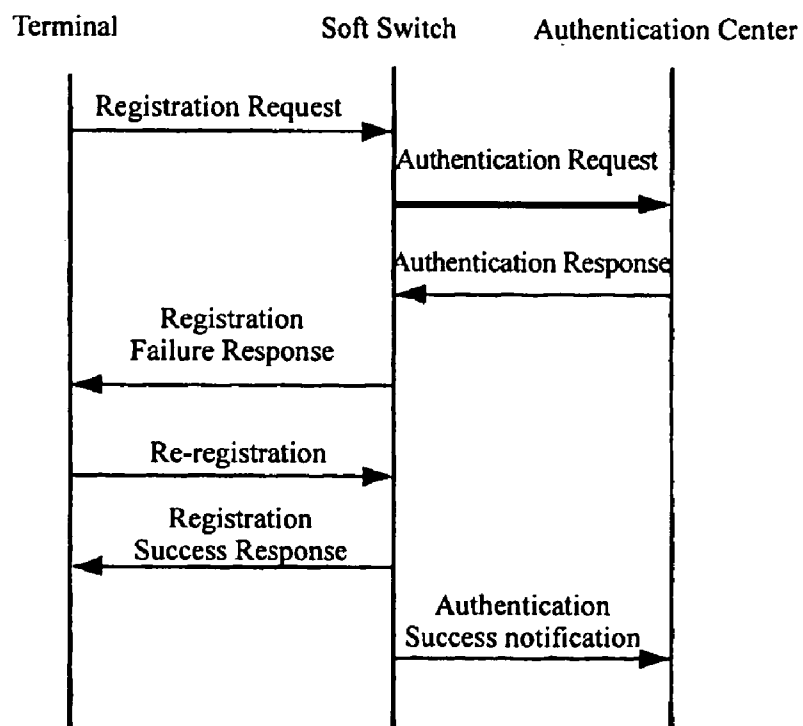 Terminal
Soft Switch
Authentication Center
Registration Request
Authentication Request
Authentication Response
Registration
Failure Response
Re-registration
Registration
Success Response
Authentication
Success notification